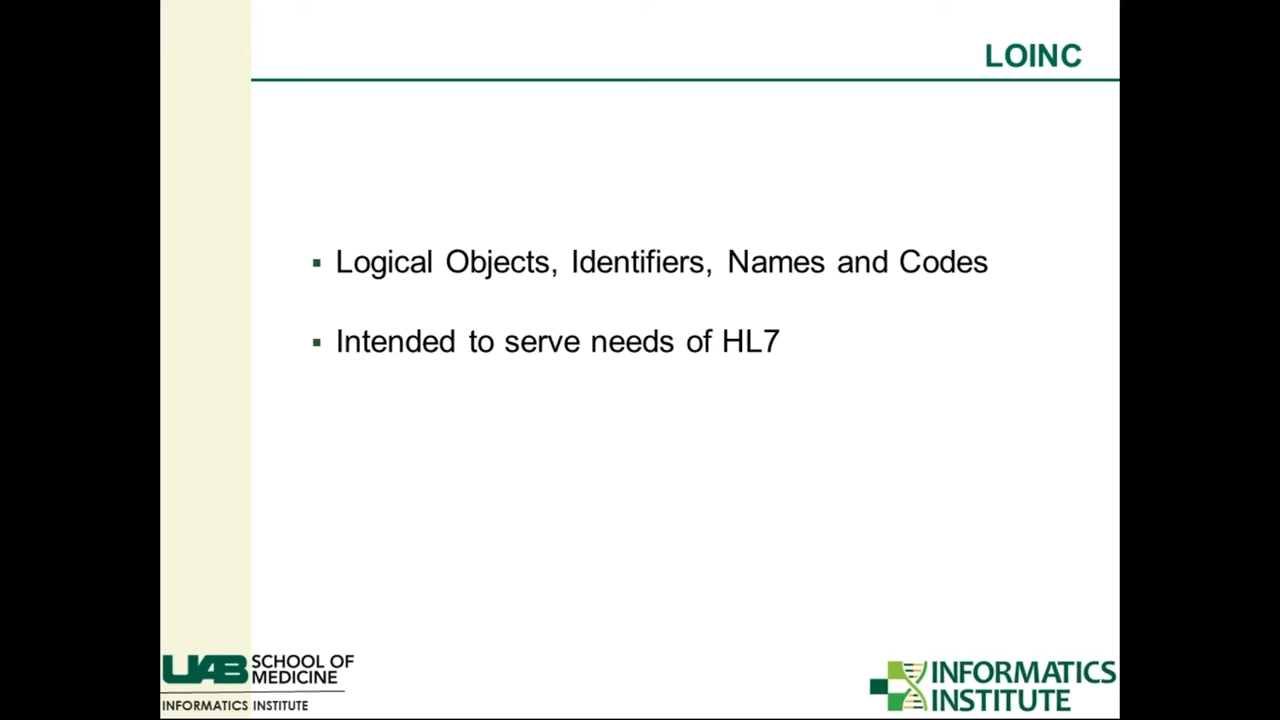 LOINC
Logical Objects, Identifiers, Names and Codes
Intended to serve needs of HL7
UAB SCHOOL OF
MEDICINE
INFORMATICS INSTITUTE
INFORMATICS
INSTITUTE